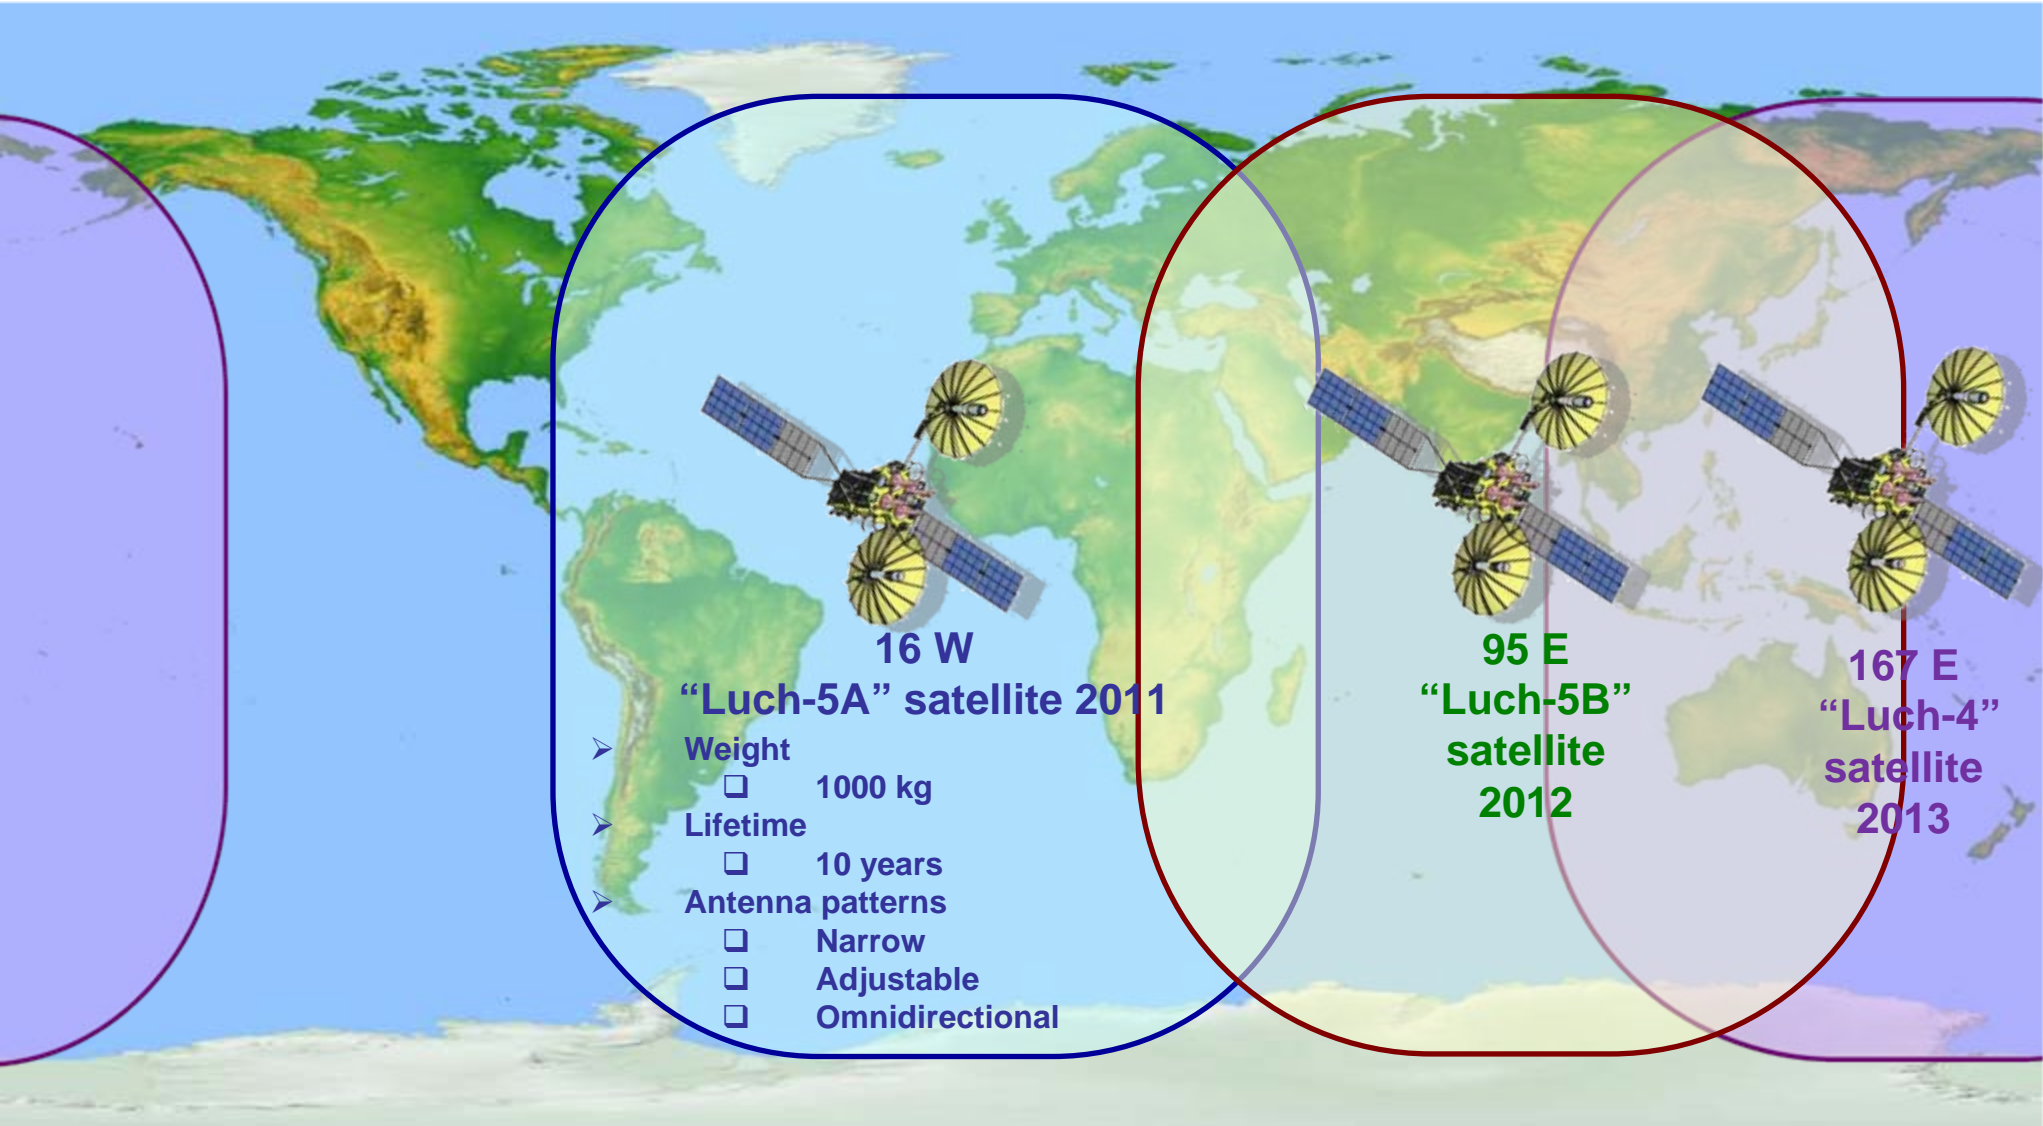 16 W
“Luch-5A” satellite 2011
Weight
1000 kg
Lifetime
10 years
Antenna patterns
Narrow
Adjustable
Omnidirectional
95 E
“Luch-5B”
satellite
2012
167 E
“Luch-4”
satellite
2013